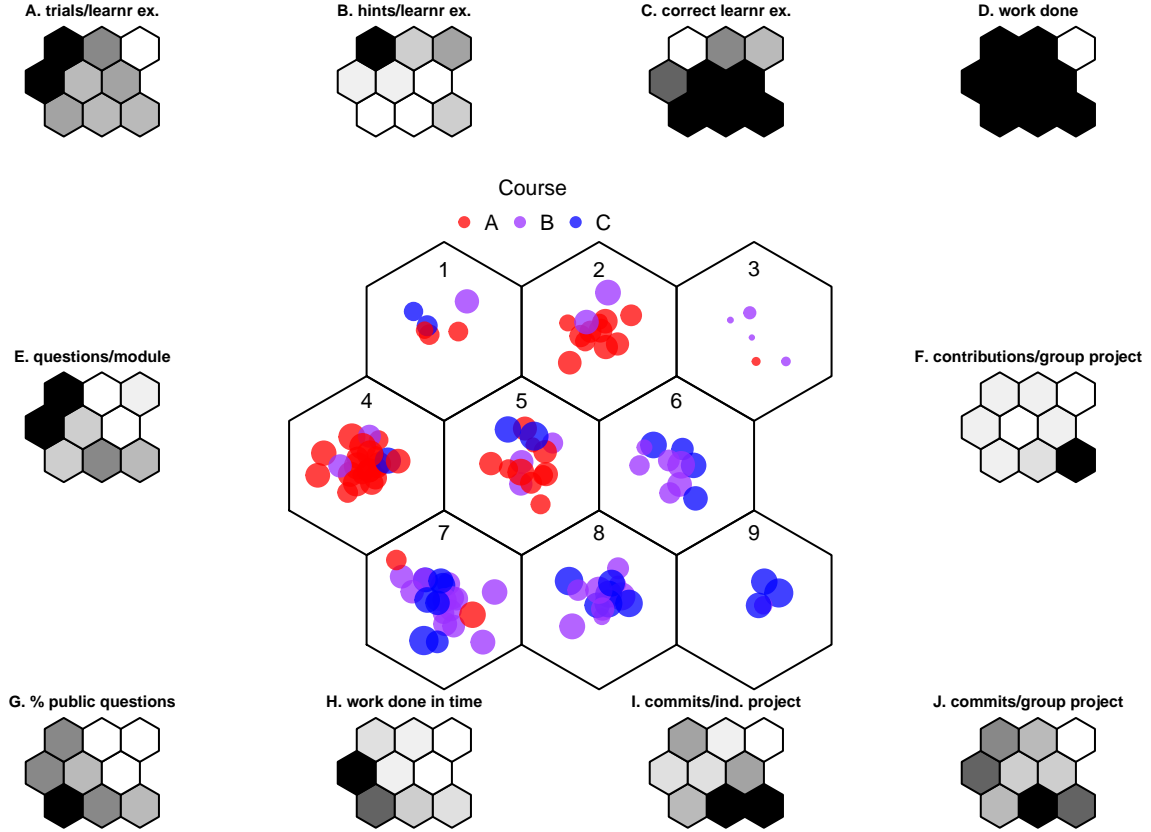 A. trials/learnr ex.
B. hints/learnr ex.
C. correct learnr ex.
D. work done
Course
A B C
1 2 3
E. questions/module
F. contributions/group project
4 5 6
7 8 9
G. % public questions
H. work done in time
I. commits/ind. project
J. commits/group project